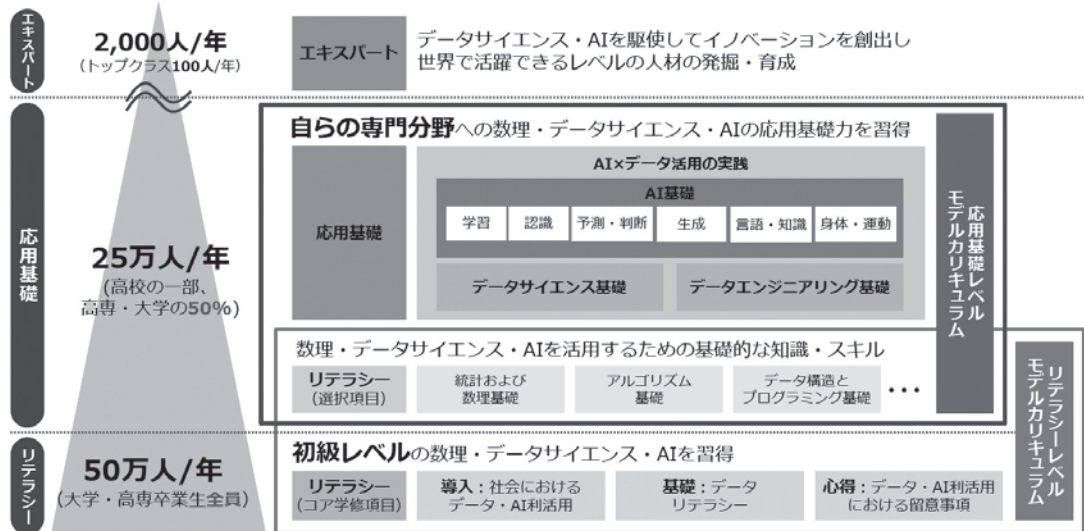 エキスパート
2,000人/年
(トップクラス100人/年)
エキスパート
データサイエンス・AIを駆使してイノベーションを創出し
世界で活躍できるレベルの人材の発掘・育成
応用基礎
25万人/年
(高校の一部、
高専・大学の50%)
自らの専門分野への数理・データサイエンス・AIの応用基礎力を習得
応用基礎
AI×データ活用の実践
AI基礎
学習
認識
予測・判断
生成
言語・知識
身体・運動
データサイエンス基礎
データエンジニアリング基礎
応用基礎レベル
モデルカリキュラム
数理・データサイエンス・AIを活用するための基礎的な知識・スキル
リテラシー
(選択項目)
統計および
数理基礎
アルゴリズム
基礎
データ構造と
プログラミング基礎
・・・
リテラシーレベル
モデルカリキュラム
リテラシー
50万人/年
(大学・高専卒業生全員)
初級レベルの数理・データサイエンス・AIを習得
リテラシー
(コア学修項目)
導入:社会における
データ・AI利活用
基礎:データ
リテラシー
心得:データ・AI利活用
における留意事項